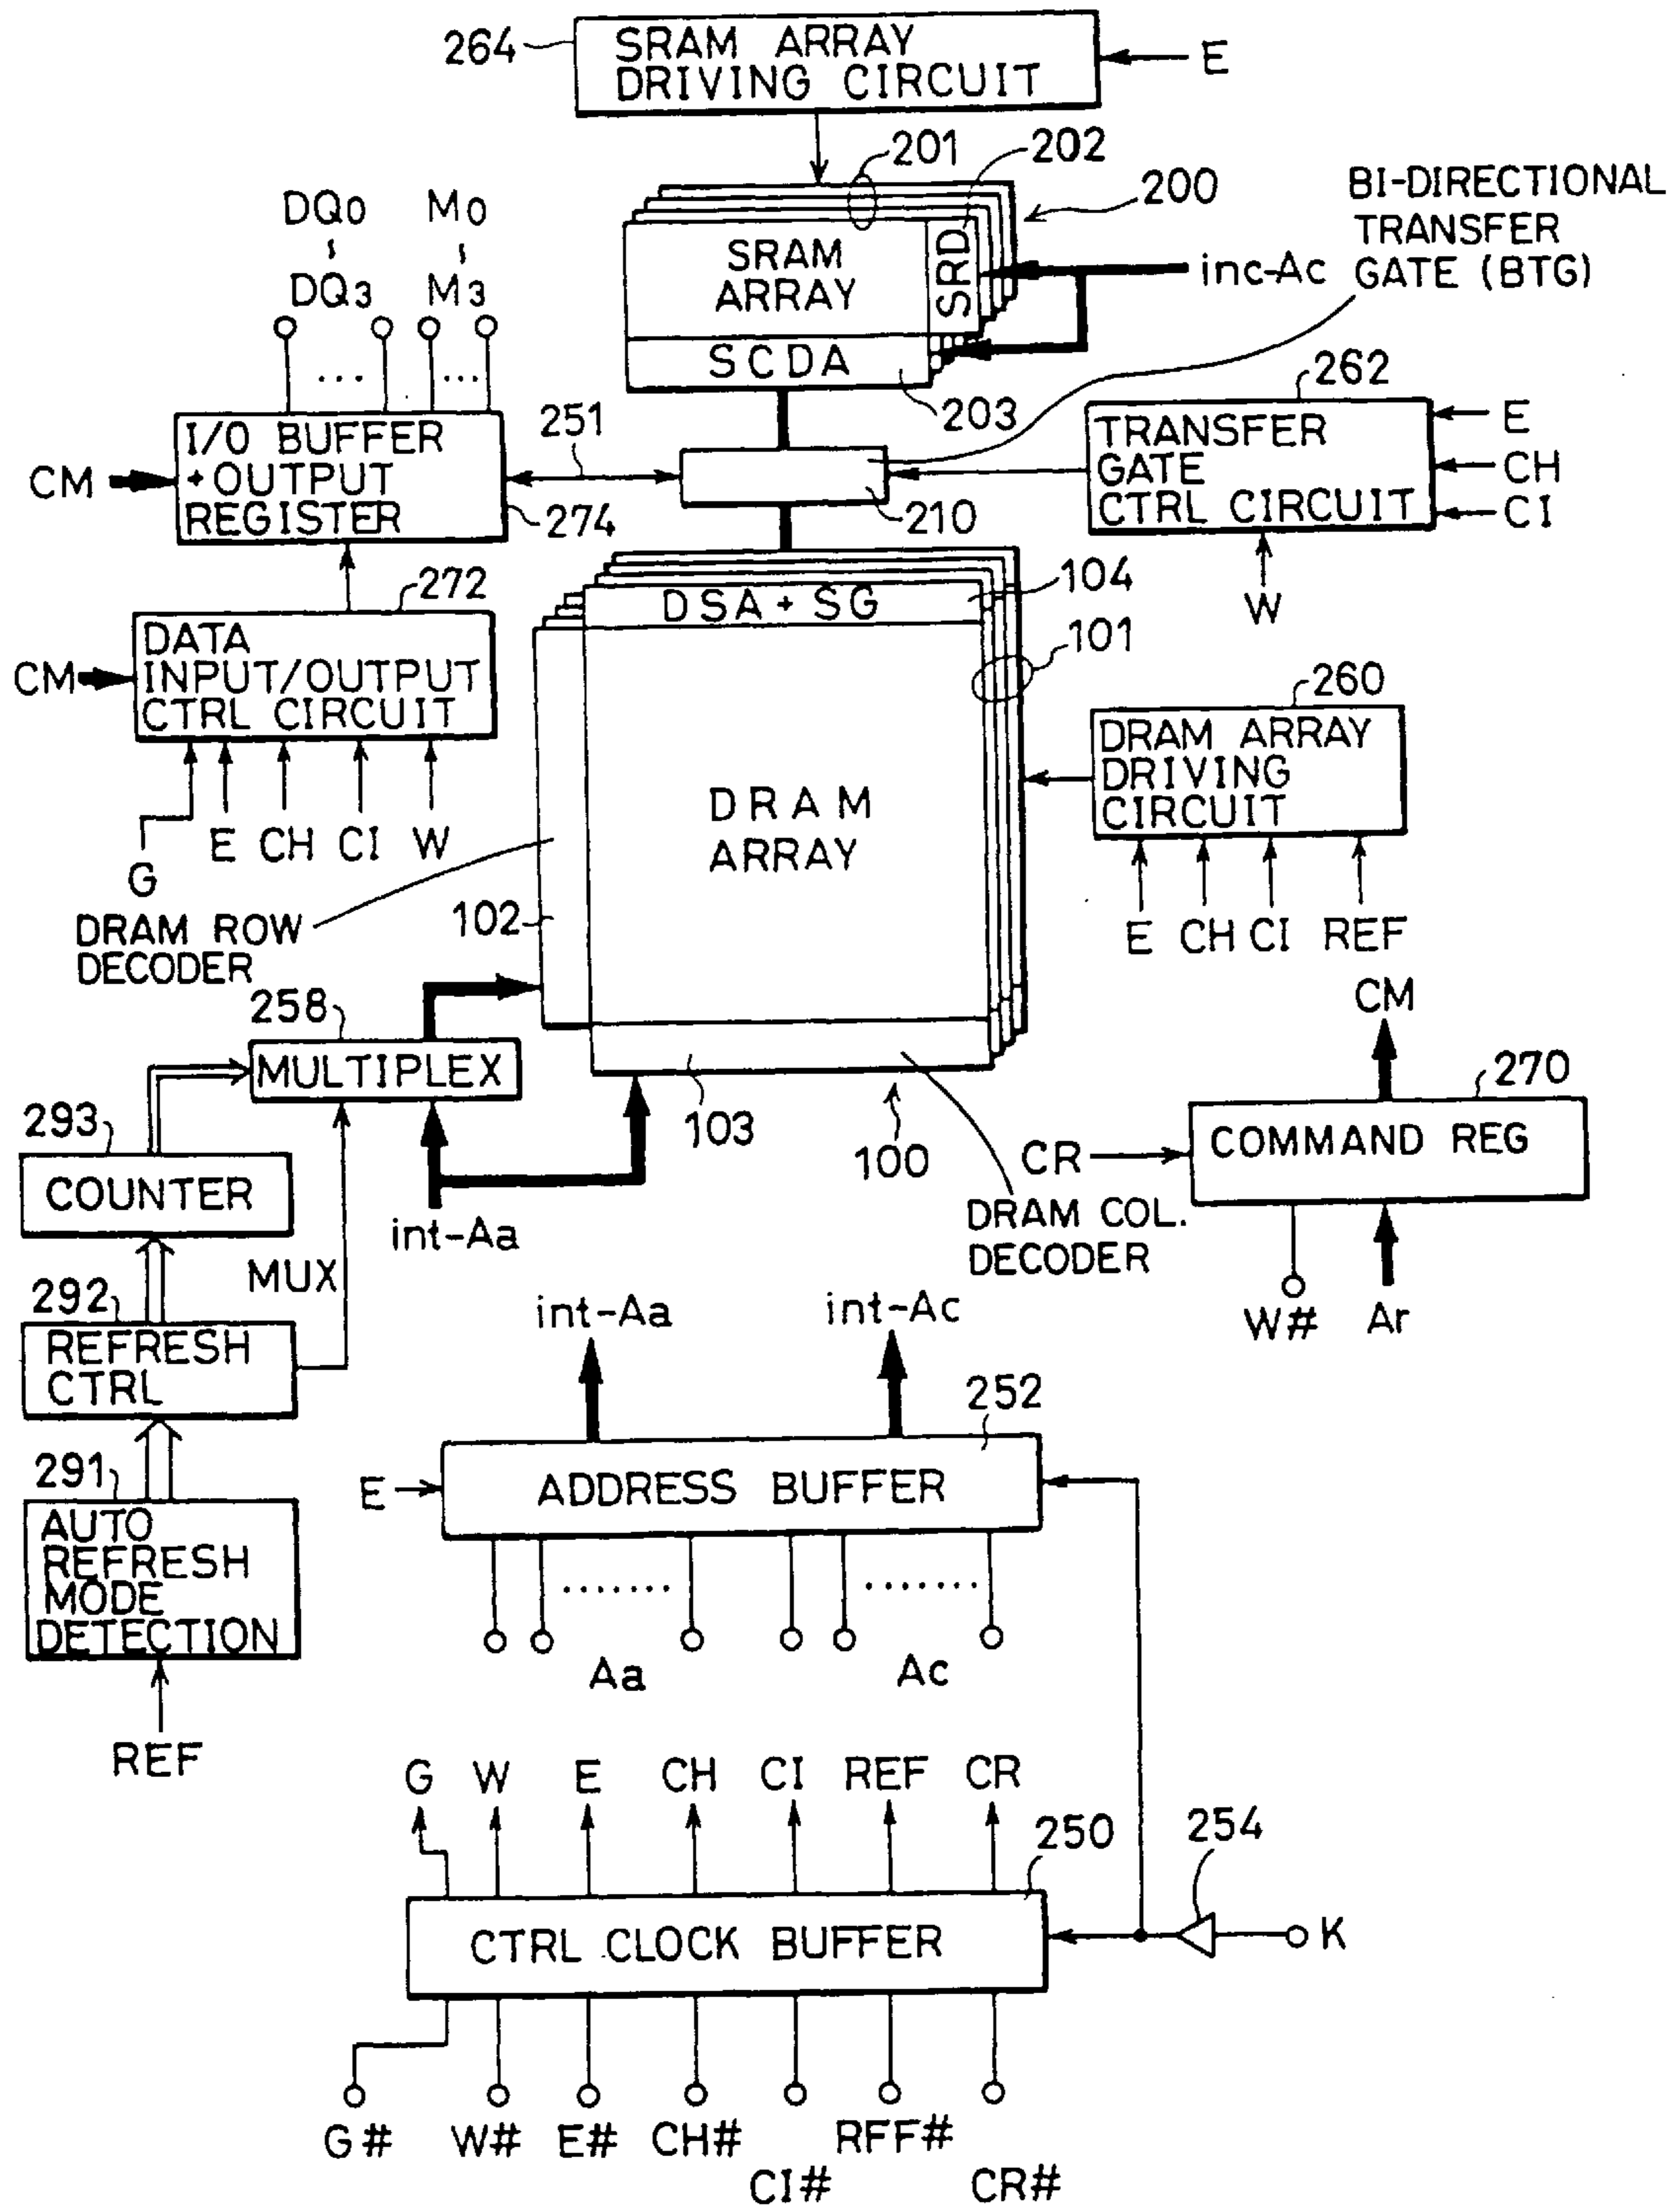 264
SRAM ARRAY
DRIVING CIRCUIT
E
201
202
200
BI-DIRECTIONAL
TRANSFER
GATE (BTG)
DQ0
~
DQ3
M0
~
M3
SRAM
ARRAY
SRD
inc-Ac
SCDA
203
262
CM
I/O BUFFER
+OUTPUT
REGISTER
251
274
210
TRANSFER
GATE
CTRL CIRCUIT
E
CH
CI
W
272
DSA + SG
104
101
CM
DATA
INPUT/OUTPUT
CTRL CIRCUIT
260
DRAM ARRAY
DRIVING
CIRCUIT
DRAM
ARRAY
G
E
CH
CI
W
DRAM ROW
DECODER
102
E
CH
CI
REF
CM
258
MULTIPLEX
270
293
COUNTER
103
100
CR
COMMAND REG
int-Aa
DRAM COL.
DECODER
MUX
292
REFRESH
CTRL
int-Aa
int-Ac
W#
Ar
252
291
E
ADDRESS BUFFER
AUTO
REFRESH
MODE
DETECTION
Aa
Ac
REF
G
W
E
CH
CI
REF
CR
250
254
CTRL CLOCK BUFFER
K
G#
W#
E#
CH#
CI#
RFF#
CR#